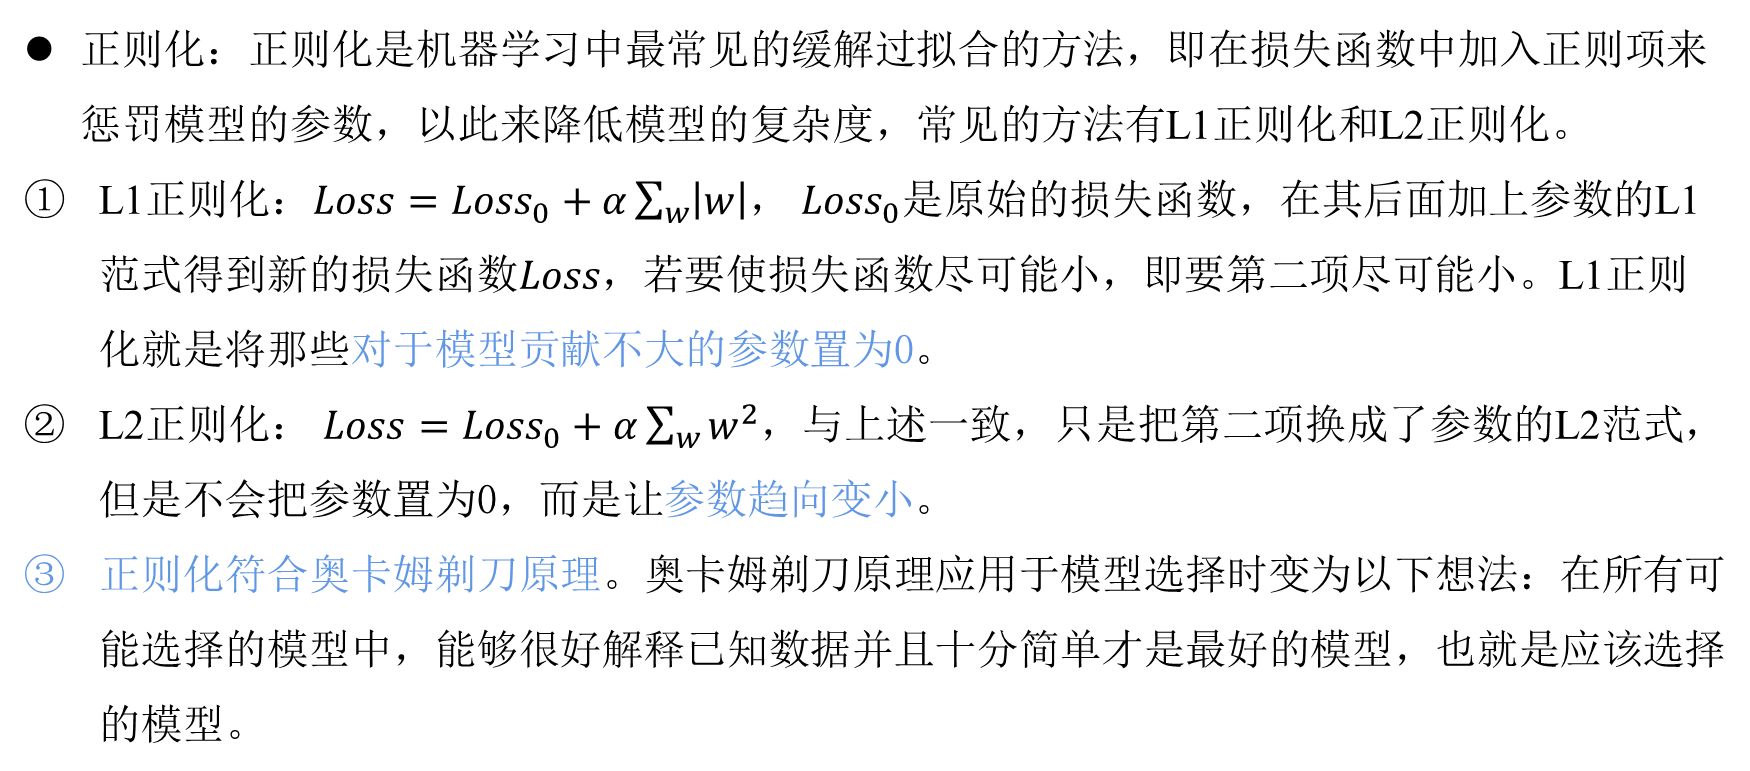 ● 正则化：正则化是机器学习中最常见的缓解过拟合的方法，即在损失函数中加入正则项来
惩罚模型的参数，以此来降低模型的复杂度，常见的方法有L1正则化和L2正则化。
① L1正则化：Loss = Loss₀ + α∑_w|w|， Loss₀是原始的损失函数，在其后面加上参数的L1
范式得到新的损失函数Loss，若要使损失函数尽可能小，即要第二项尽可能小。L1正则
化就是将那些对于模型贡献不大的参数置为0。
② L2正则化： Loss = Loss₀ + α∑_w w²，与上述一致，只是把第二项换成了参数的L2范式，
但是不会把参数置为0，而是让参数趋向变小。
③ 正则化符合奥卡姆剃刀原理。奥卡姆剃刀原理应用于模型选择时变为以下想法：在所有可
能选择的模型中，能够很好解释已知数据并且十分简单才是最好的模型，也就是应该选择
的模型。